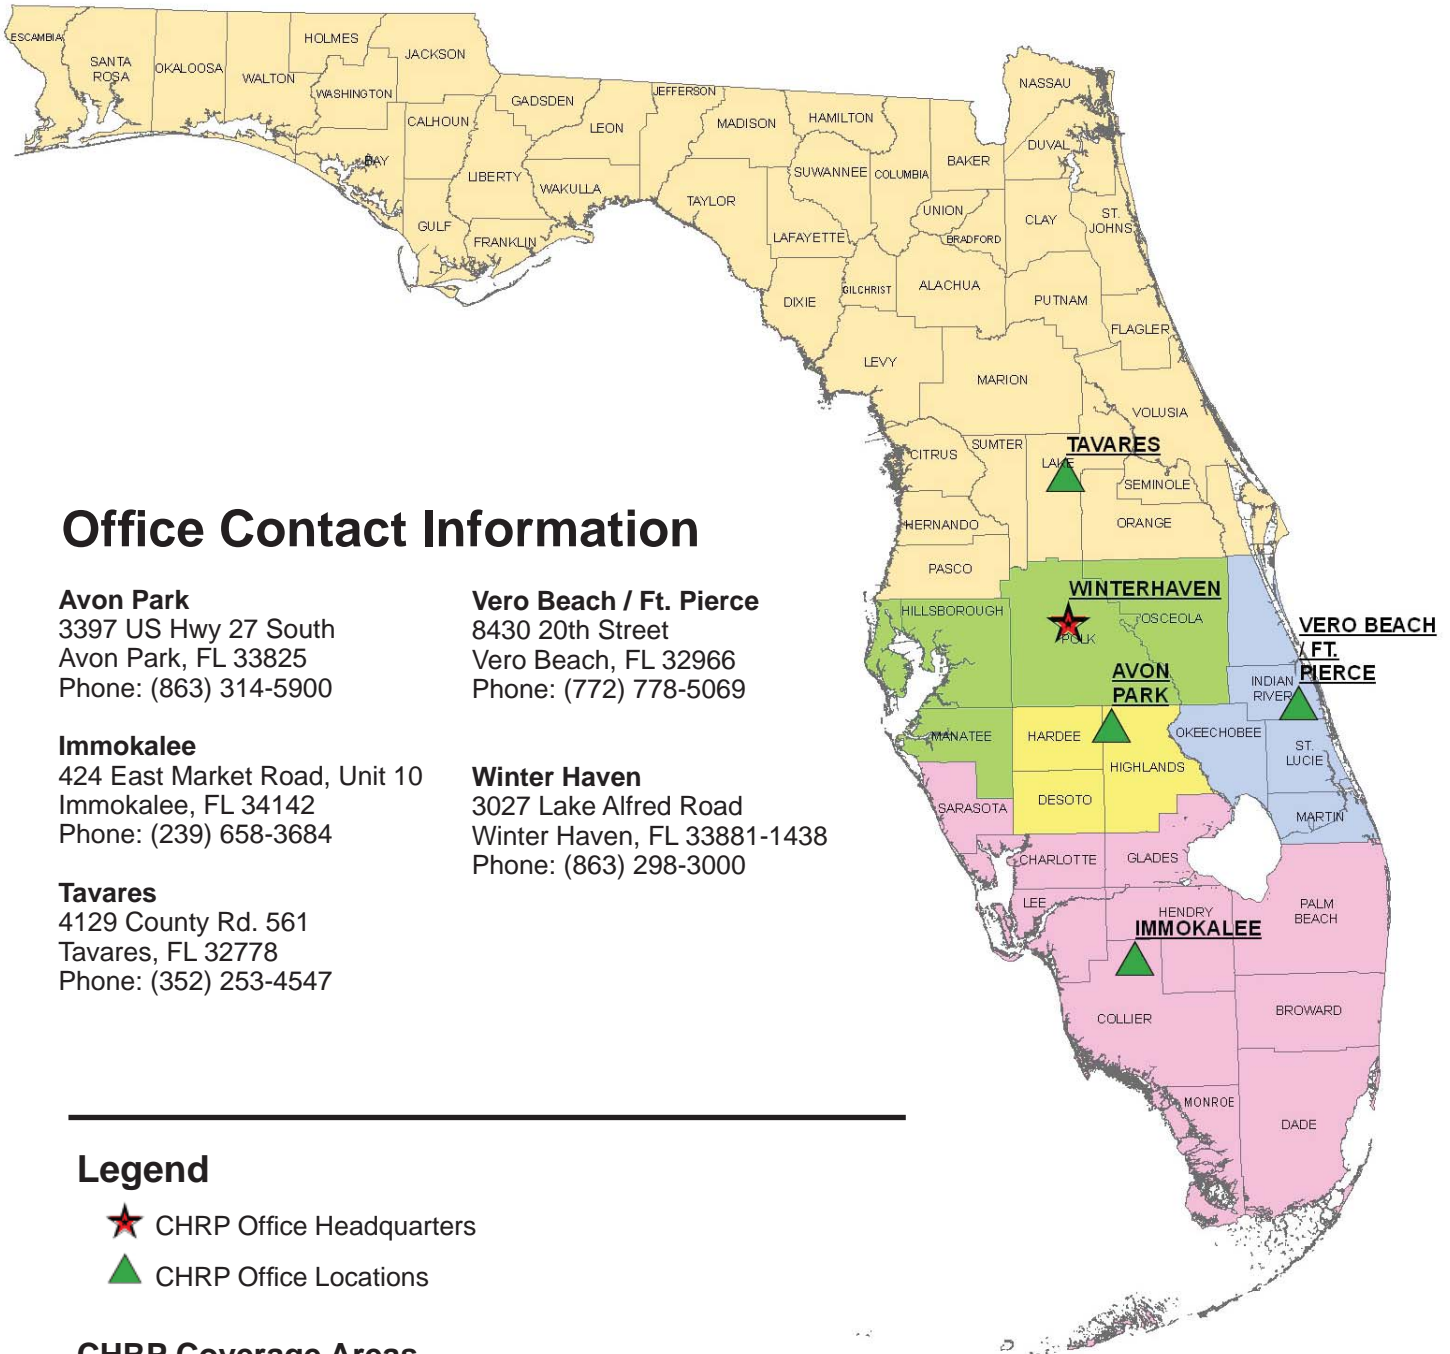 ESCAMBIA
SANTA
ROSA
OKALOOSA
WALTON
HOLMES
WASHINGTON
JACKSON
BAY
CALHOUN
GULF
LIBERTY
GADSDEN
FRANKLIN
LEON
WAKULLA
JEFFERSON
MADISON
TAYLOR
HAMILTON
SUWANNEE
LAFAYETTE
DIXIE
COLUMBIA
GILCHRIST
BAKER
UNION
BRADFORD
ALACHUA
NASSAU
DUVAL
CLAY
ST.
JOHNS
PUTNAM
FLAGLER
LEVY
MARION
VOLUSIA
CITRUS
SUMTER
LAKE
TAVARES
SEMINOLE
ORANGE
HERNANDO
PASCO
HILLSBOROUGH
WINTERHAVEN
POLK
OSCEOLA
VERO BEACH
/ FT.
PIERCE
INDIAN
RIVER
AVON
PARK
MANATEE
HARDEE
HIGHLANDS
OKEECHOBEE
ST.
LUCIE
DESOTO
MARTIN
SARASOTA
CHARLOTTE
GLADES
LEE
HENDRY
PALM
BEACH
IMMOKALEE
COLLIER
BROWARD
MONROE
DADE
Office Contact Information
Avon Park
3397 US Hwy 27 South
Avon Park, FL 33825
Phone: (863) 314-5900
Immokalee
424 East Market Road, Unit 10
Immokalee, FL 34142
Phone: (239) 658-3684
Tavares
4129 County Rd. 561
Tavares, FL 32778
Phone: (352) 253-4547
Vero Beach / Ft. Pierce
8430 20th Street
Vero Beach, FL 32966
Phone: (772) 778-5069
Winter Haven
3027 Lake Alfred Road
Winter Haven, FL 33881-1438
Phone: (863) 298-3000
Legend
CHRP Office Headquarters
CHRP Office Locations
CHRP Coverage Areas